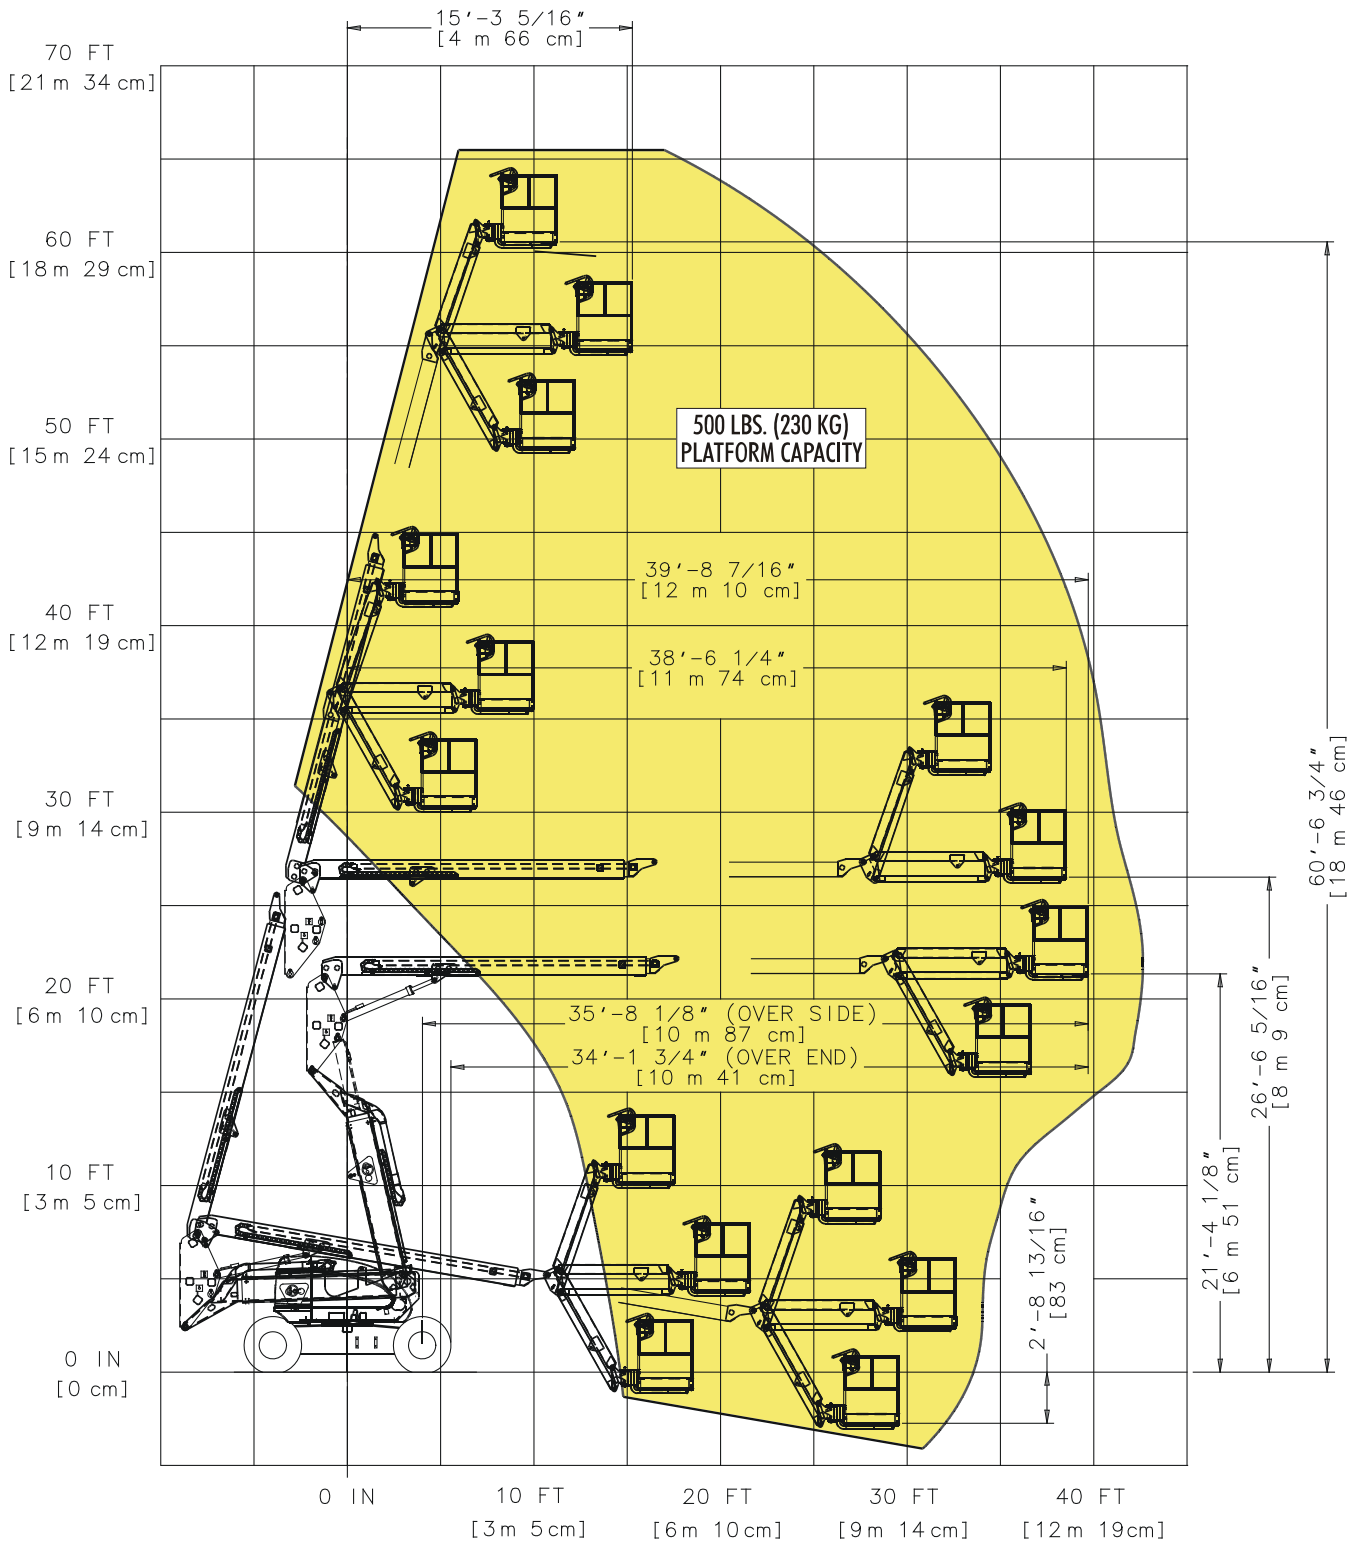 15'-3 5/16"
[4 m 66 cm]
70 FT
[21 m 34 cm]
60 FT
[18 m 29 cm]
50 FT
[15 m 24 cm]
500 LBS. (230 KG)
PLATFORM CAPACITY
39'-8 7/16"
[12 m 10 cm]
40 FT
[12 m 19 cm]
38'-6 1/4"
[11 m 74 cm]
30 FT
[9 m 14 cm]
60'-6 3/4"
[18 m 46 cm]
20 FT
[6 m 10 cm]
35'-8 1/8" (OVER SIDE)
[10 m 87 cm]
34'-1 3/4" (OVER END)
[10 m 41 cm]
26'-6 5/16"
[8 m 9 cm]
10 FT
[3 m 5 cm]
21'-4 1/8"
[6 m 51 cm]
2'-8 13/16"
[83 cm]
0 IN
[0 cm]
0 IN
10 FT
[3 m 5 cm]
20 FT
[6 m 10 cm]
30 FT
[9 m 14 cm]
40 FT
[12 m 19 cm]